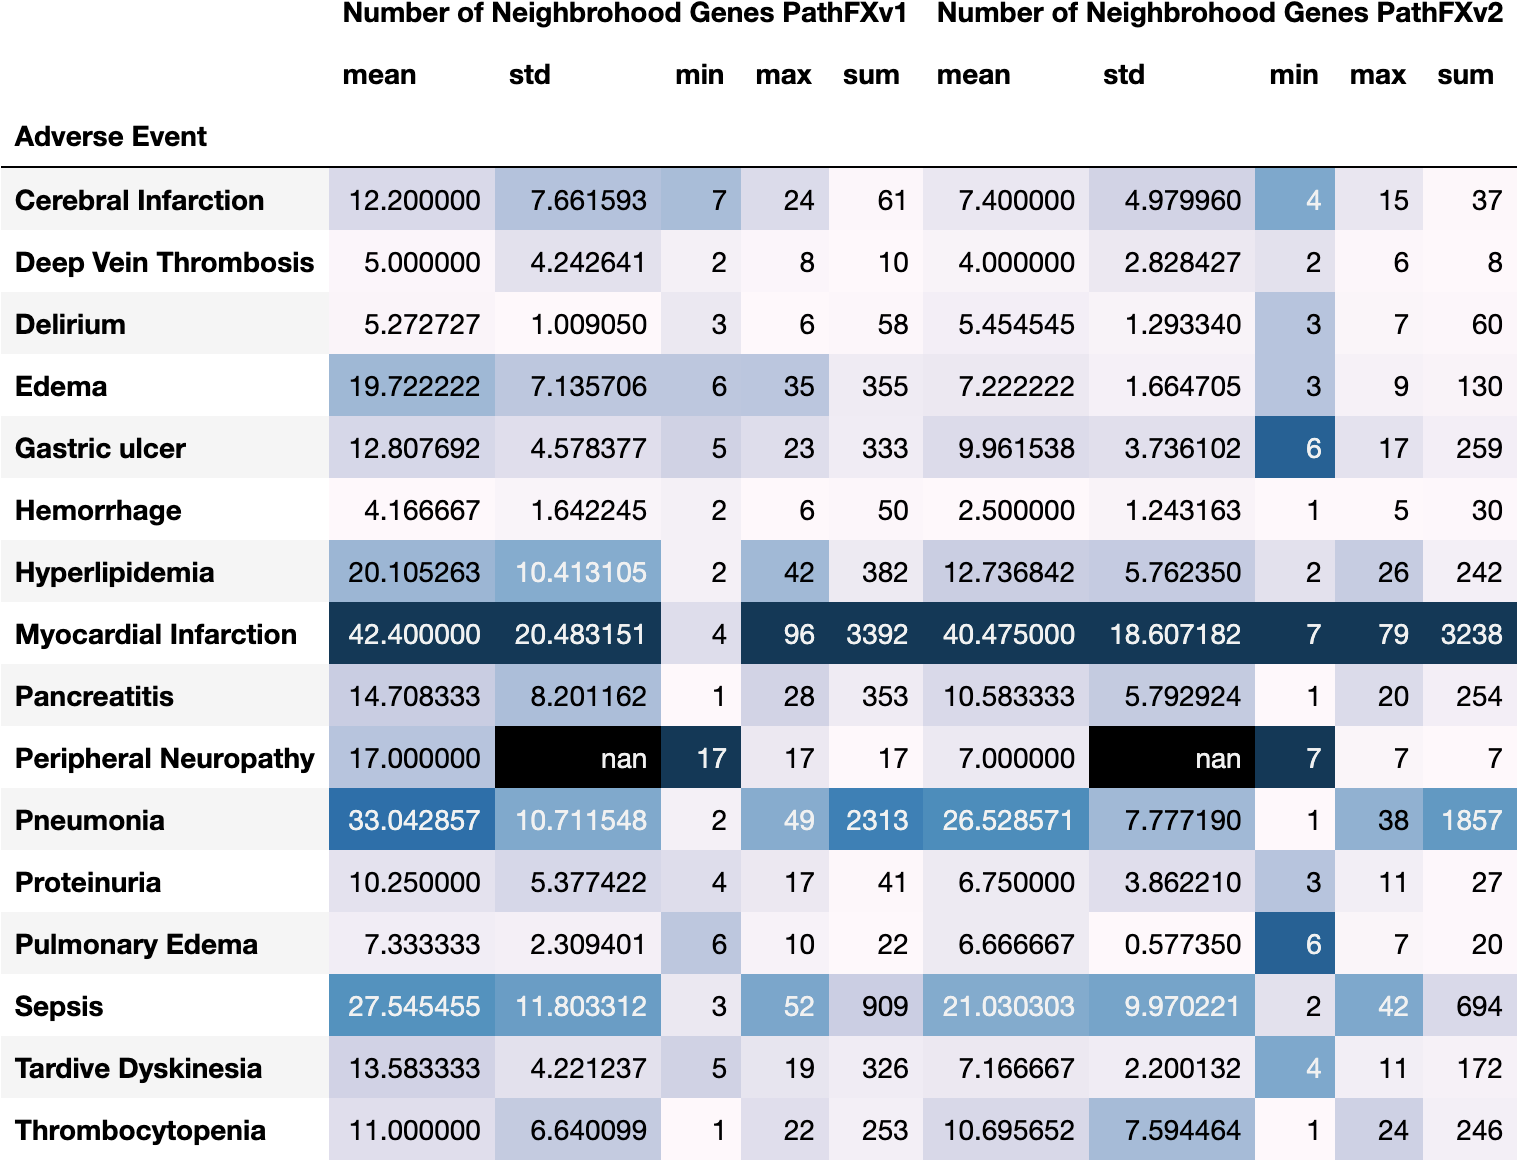 Number of Neighbrohood Genes PathFXv1 Number of Neighbrohood Genes PathFXv2
mean std min max sum mean std min max sum
Adverse Event
Cerebral Infarction 12.200000 7.661593 7 24 61 7.400000 4.979960 4 15 37
Deep Vein Thrombosis 5.000000 4.242641 2 8 10 4.000000 2.828427 2 6 8
Delirium 5.272727 1.009050 3 6 58 5.454545 1.293340 3 7 60
Edema 19.722222 7.135706 6 35 355 7.222222 1.664705 3 9 130
Gastric ulcer 12.807692 4.578377 5 23 333 9.961538 3.736102 6 17 259
Hemorrhage 4.166667 1.642245 2 6 50 2.500000 1.243163 1 5 30
Hyperlipidemia 20.105263 10.413105 2 42 382 12.736842 5.762350 2 26 242
Myocardial Infarction 42.400000 20.483151 4 96 3392 40.475000 18.607182 7 79 3238
Pancreatitis 14.708333 8.201162 1 28 353 10.583333 5.792924 1 20 254
Peripheral Neuropathy 17.000000 nan 17 17 17 7.000000 nan 7 7 7
Pneumonia 33.042857 10.711548 2 49 2313 26.528571 7.777190 1 38 1857
Proteinuria 10.250000 5.377422 4 17 41 6.750000 3.862210 3 11 27
Pulmonary Edema 7.333333 2.309401 6 10 22 6.666667 0.577350 6 7 20
Sepsis 27.545455 11.803312 3 52 909 21.030303 9.970221 2 42 694
Tardive Dyskinesia 13.583333 4.221237 5 19 326 7.166667 2.200132 4 11 172
Thrombocytopenia 11.000000 6.640099 1 22 253 10.695652 7.594464 1 24 246